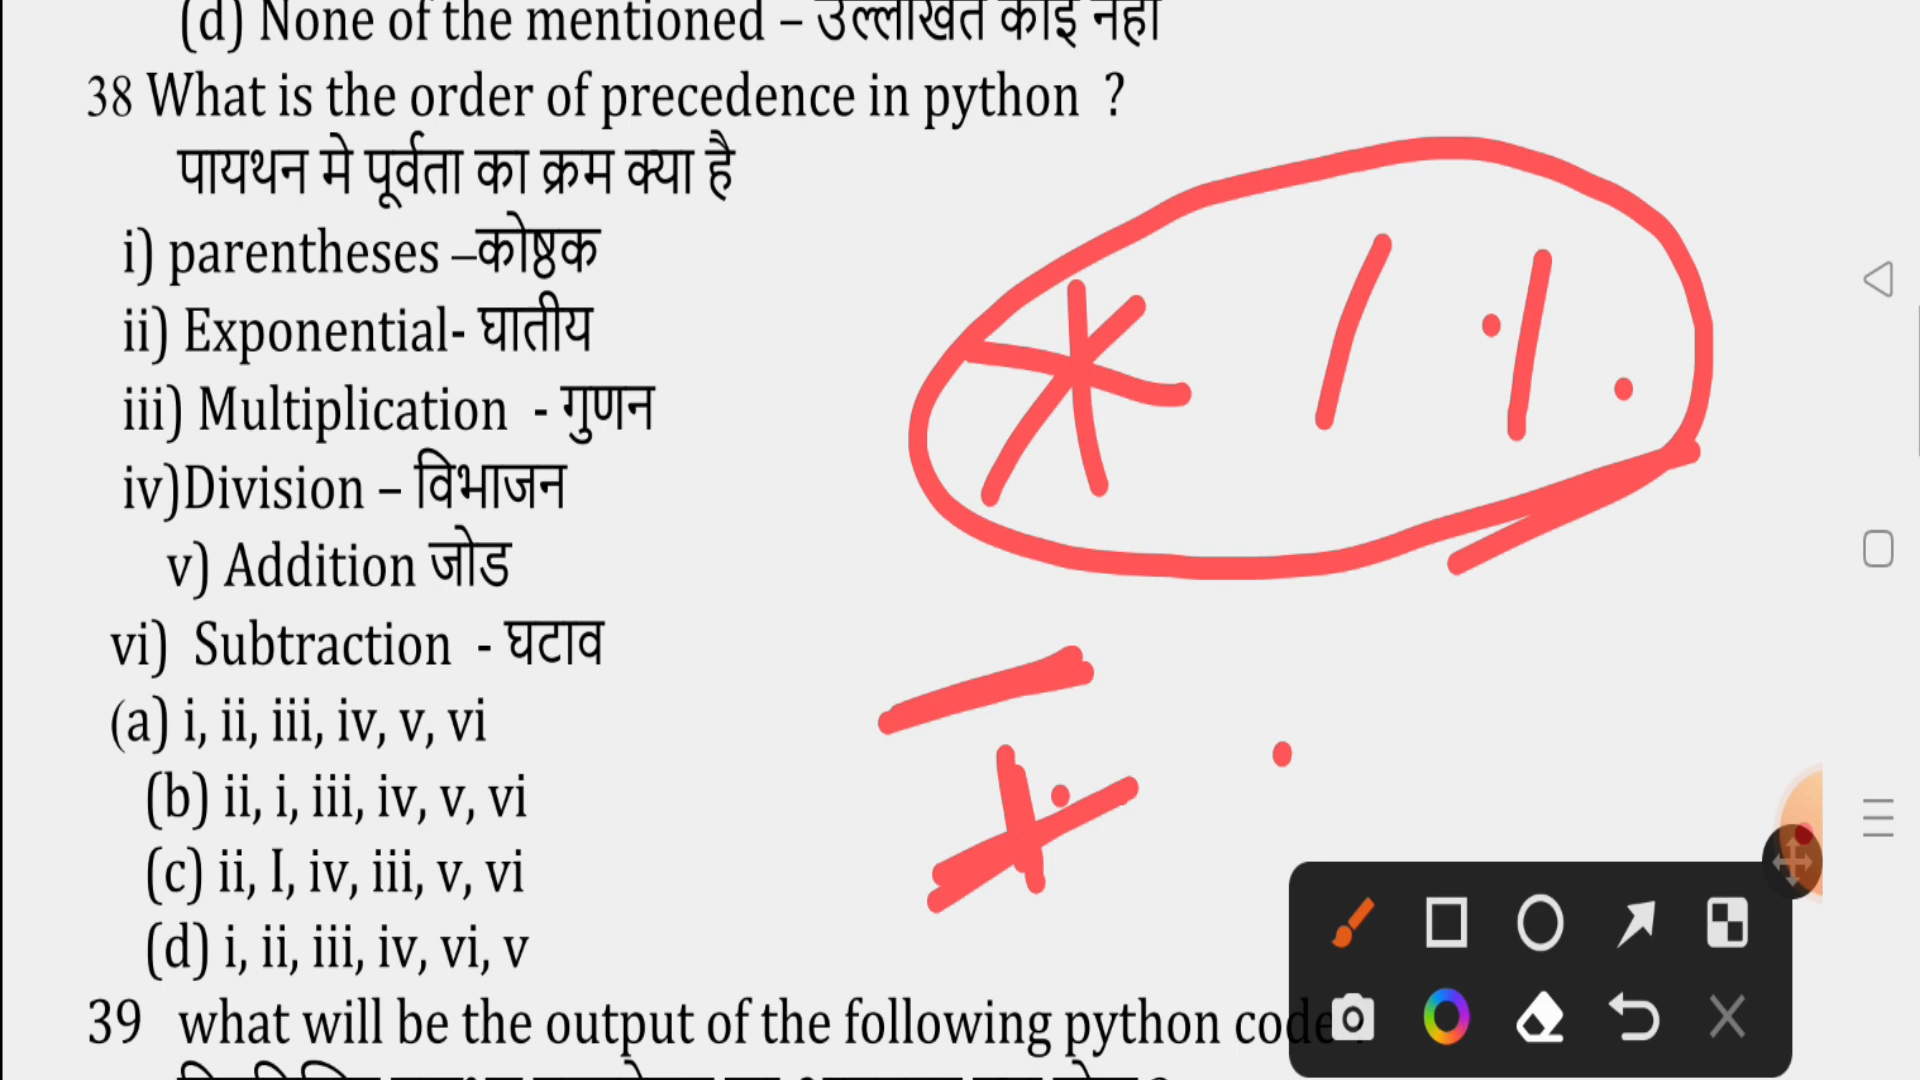 (d) None of the mentioned – उल्लेखित कोई नहीं
38 What is the order of precedence in python ?
पायथन मे पूर्वता का क्रम क्या है
i) parentheses –कोष्ठक
ii) Exponential- घातीय
iii) Multiplication - गुणन
iv)Division – विभाजन
v) Addition जोड
vi) Subtraction - घटाव
(a) i, ii, iii, iv, v, vi
(b) ii, i, iii, iv, v, vi
(c) ii, I, iv, iii, v, vi
(d) i, ii, iii, iv, vi, v
39 what will be the output of the following python code
* / %
-
+